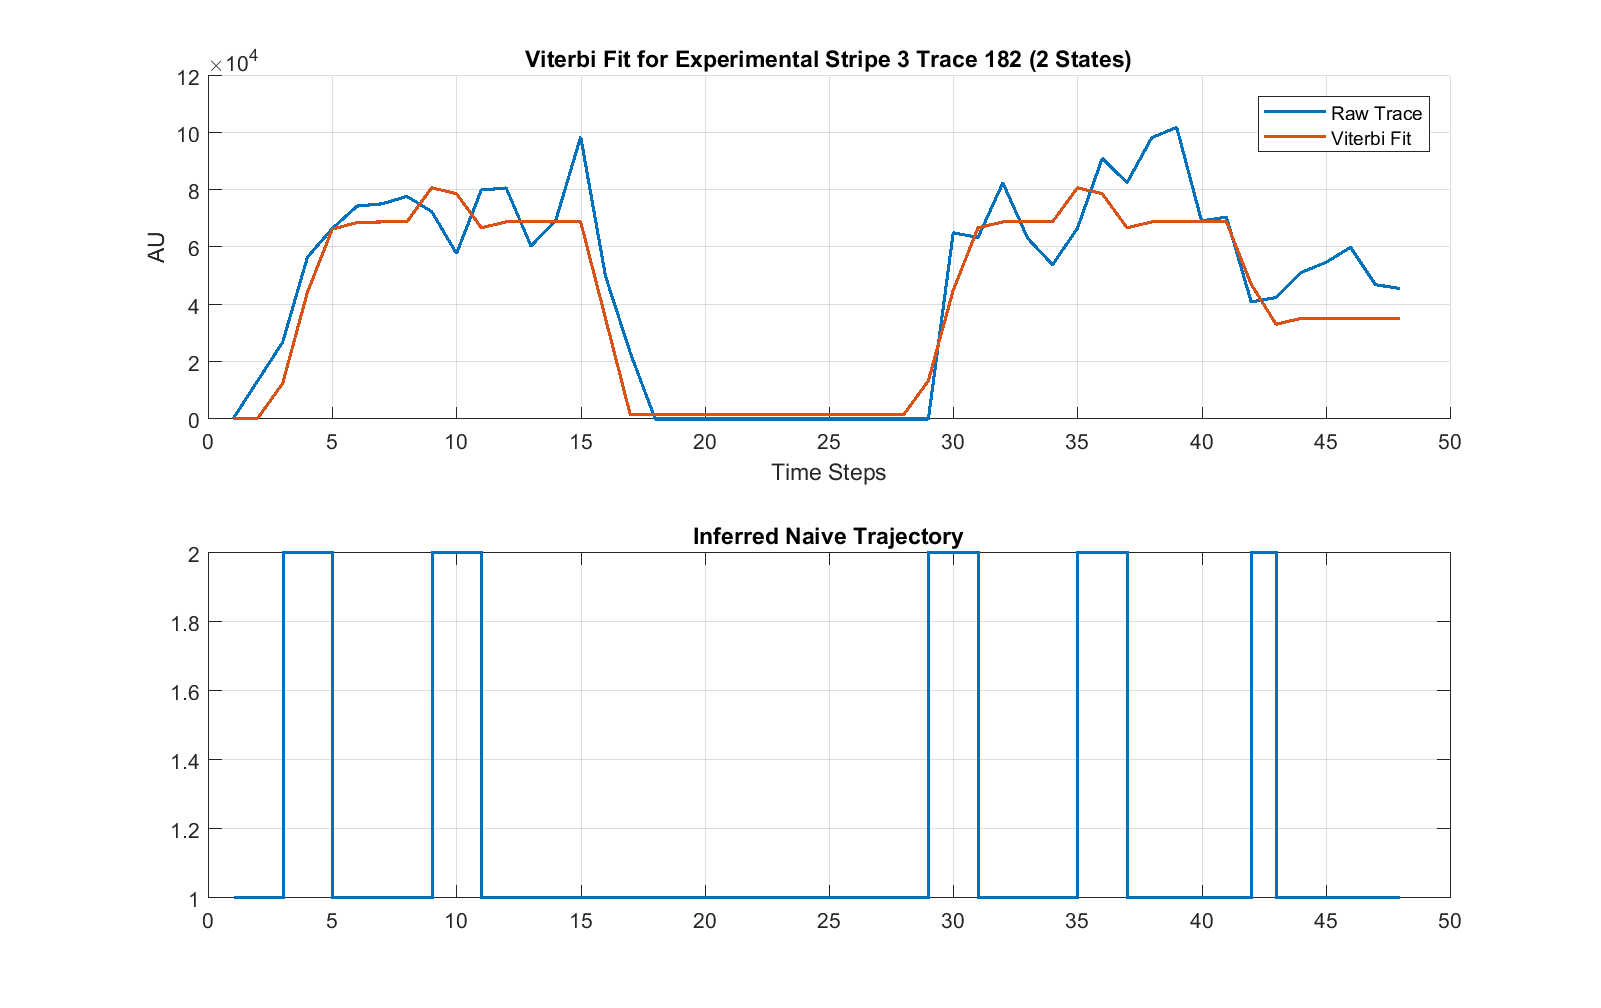 Viterbi Fit for Experimental Stripe 3 Trace 182 (2 States)
×10⁴
12
10
8
6
4
2
0
AU
Raw Trace
Viterbi Fit
0 5 10 15 20 25 30 35 40 45 50
Time Steps
Inferred Naive Trajectory
2
1.8
1.6
1.4
1.2
1
0 5 10 15 20 25 30 35 40 45 50